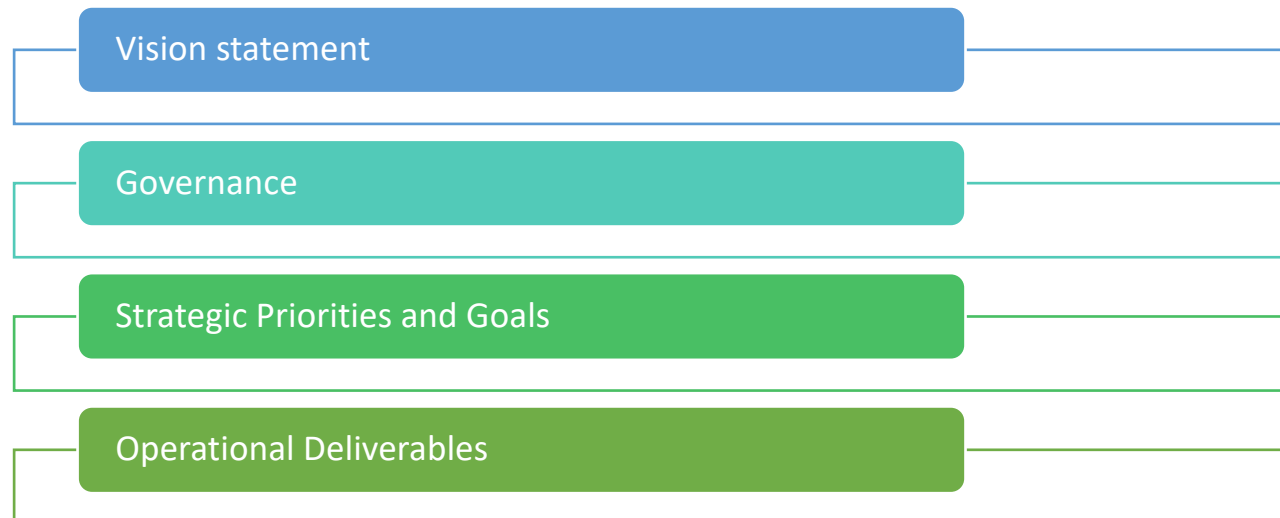 Vision statement
Governance
Strategic Priorities and Goals
Operational Deliverables